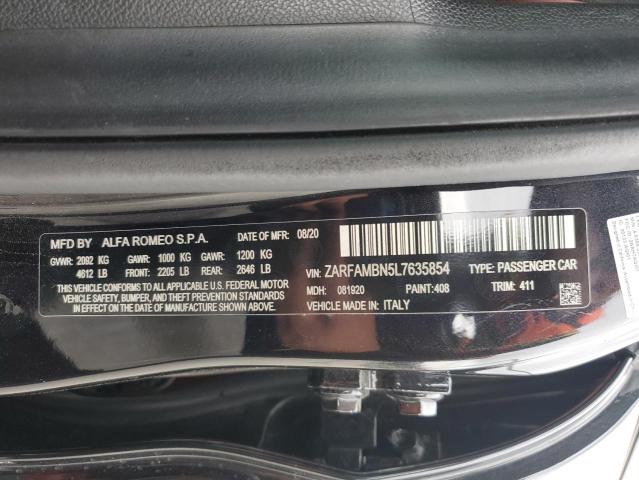 MFD BY ALFA ROMEO S.P.A. DATE OF MFR: 08/20
GVWR: 2092 KG GAWR: 1000 KG GAWR: 1200 KG
4612 LB FRONT: 2205 LB REAR: 2646 LB
THIS VEHICLE CONFORMS TO ALL APPLICABLE U.S. FEDERAL MOTOR
VEHICLE SAFETY, BUMPER, AND THEFT PREVENTION STANDARDS
IN EFFECT ON THE DATE OF MANUFACTURE SHOWN ABOVE.
VIN: ZARFAMBN5L7635854 TYPE: PASSENGER CAR
MDH: 081920 PAINT: 408 TRIM: 411
VEHICLE MADE IN: ITALY